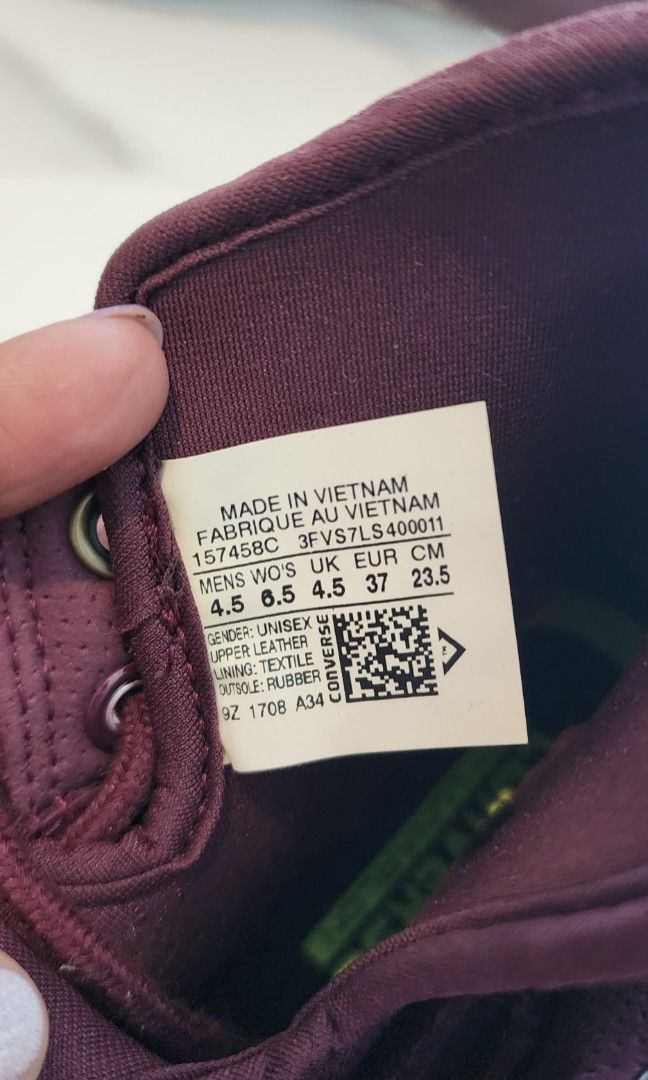 MADE IN VIETNAM
FABRIQUE AU VIETNAM
157458C 3FVS7LS400011
MENS WO'S UK EUR CM
4.5 6.5 4.5 37 23.5
GENDER: UNISEX
UPPER LEATHER
LINING: TEXTILE
OUTSOLE: RUBBER
9Z 1708 A34
CONVERSE
TM